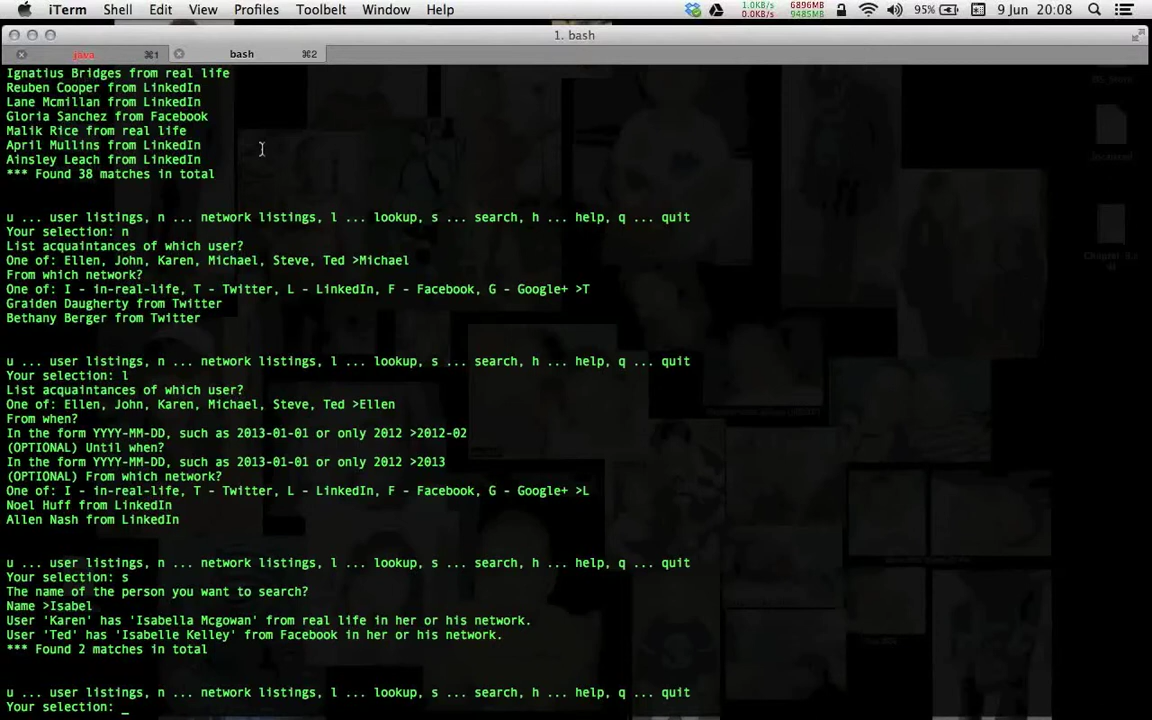 iTerm Shell Edit View Profiles Toolbelt Window Help 1.0KB/s 0.0KB/s 6896MB 9485MB 95% 9 Jun 20:08
1. bash
java ⌘1 bash ⌘2
Ignatius Bridges from real life
Reuben Cooper from LinkedIn
Lane Mcmillan from LinkedIn
Gloria Sanchez from Facebook
Malik Rice from real life
April Mullins from LinkedIn
Ainsley Leach from LinkedIn
*** Found 38 matches in total
u ... user listings, n ... network listings, l ... lookup, s ... search, h ... help, q ... quit
Your selection: n
List acquaintances of which user?
One of: Ellen, John, Karen, Michael, Steve, Ted >Michael
From which network?
One of: I - in-real-life, T - Twitter, L - LinkedIn, F - Facebook, G - Google+ >T
Graiden Daugherty from Twitter
Bethany Berger from Twitter
u ... user listings, n ... network listings, l ... lookup, s ... search, h ... help, q ... quit
Your selection: l
List acquaintances of which user?
One of: Ellen, John, Karen, Michael, Steve, Ted >Ellen
From when?
In the form YYYY-MM-DD, such as 2013-01-01 or only 2012 >2012-02
(OPTIONAL) Until when?
In the form YYYY-MM-DD, such as 2013-01-01 or only 2012 >2013
(OPTIONAL) From which network?
One of: I - in-real-life, T - Twitter, L - LinkedIn, F - Facebook, G - Google+ >L
Noel Huff from LinkedIn
Allen Nash from LinkedIn
u ... user listings, n ... network listings, l ... lookup, s ... search, h ... help, q ... quit
Your selection: s
The name of the person you want to search?
Name >Isabel
User 'Karen' has 'Isabella Mcgowan' from real life in her or his network.
User 'Ted' has 'Isabelle Kelley' from Facebook in her or his network.
*** Found 2 matches in total
u ... user listings, n ... network listings, l ... lookup, s ... search, h ... help, q ... quit
Your selection: _